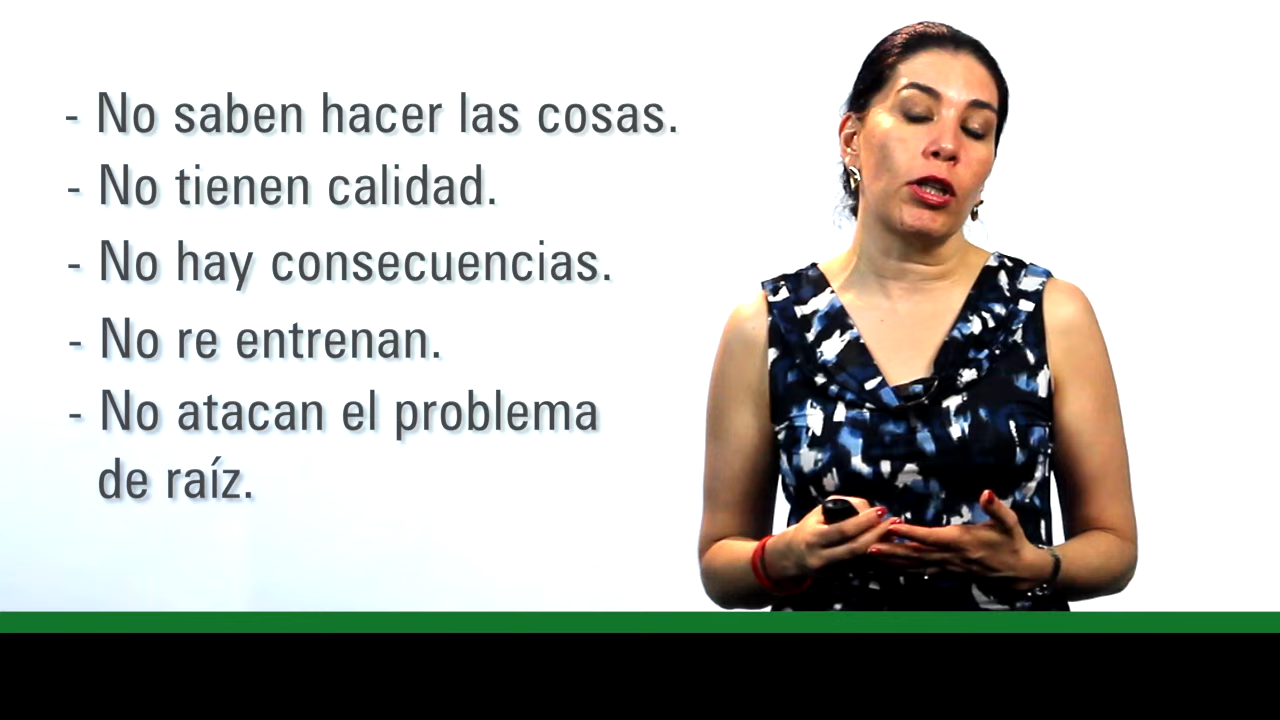 - No saben hacer las cosas.
- No tienen calidad.
- No hay consecuencias.
- No re entrenan.
- No atacan el problema
de raíz.